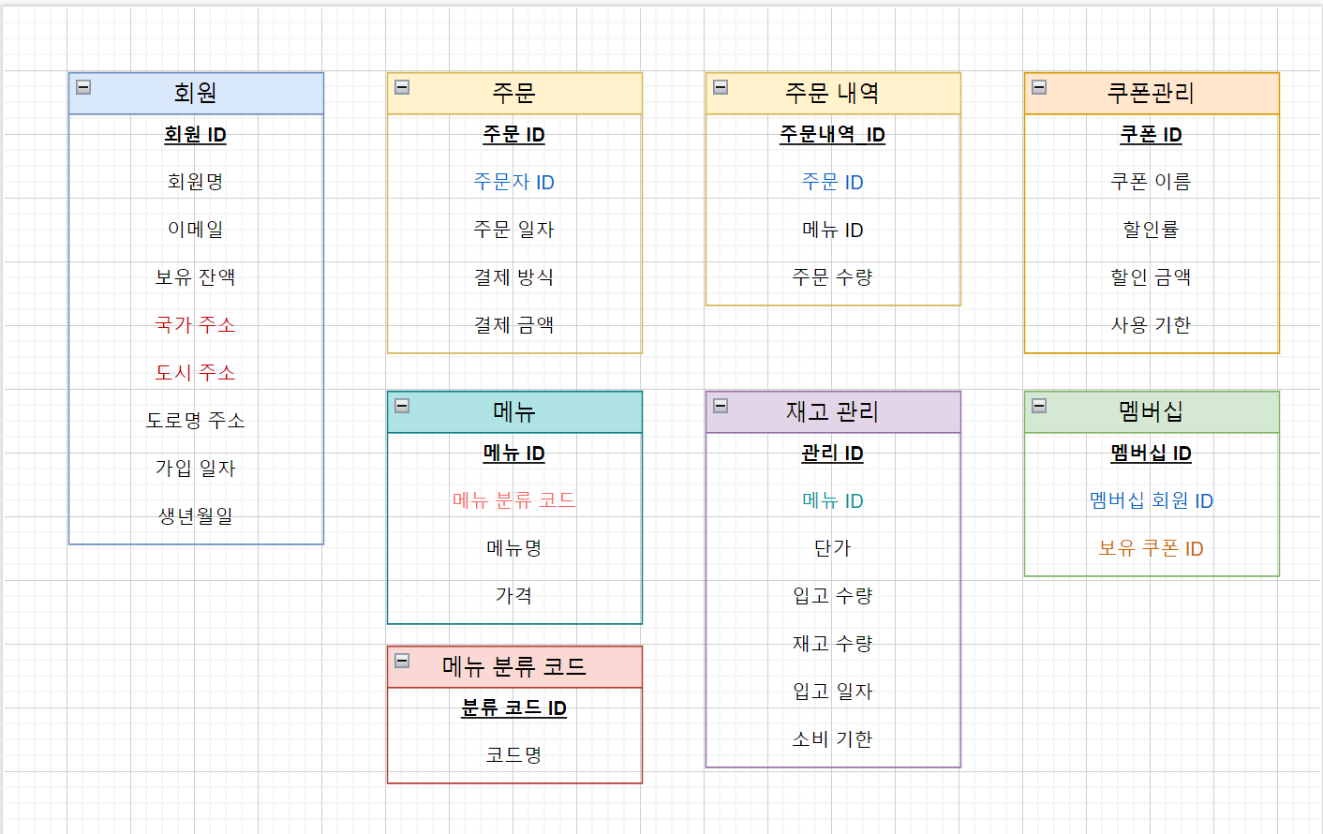 회원
회원 ID
회원명
이메일
보유 잔액
국가 주소
도시 주소
도로명 주소
가입 일자
생년월일
주문
주문 ID
주문자 ID
주문 일자
결제 방식
결제 금액
주문 내역
주문내역_ID
주문 ID
메뉴 ID
주문 수량
쿠폰관리
쿠폰 ID
쿠폰 이름
할인률
할인 금액
사용 기한
메뉴
메뉴 ID
메뉴 분류 코드
메뉴명
가격
재고 관리
관리 ID
메뉴 ID
단가
입고 수량
재고 수량
입고 일자
소비 기한
멤버십
멤버십 ID
멤버십 회원 ID
보유 쿠폰 ID
메뉴 분류 코드
분류 코드 ID
코드명